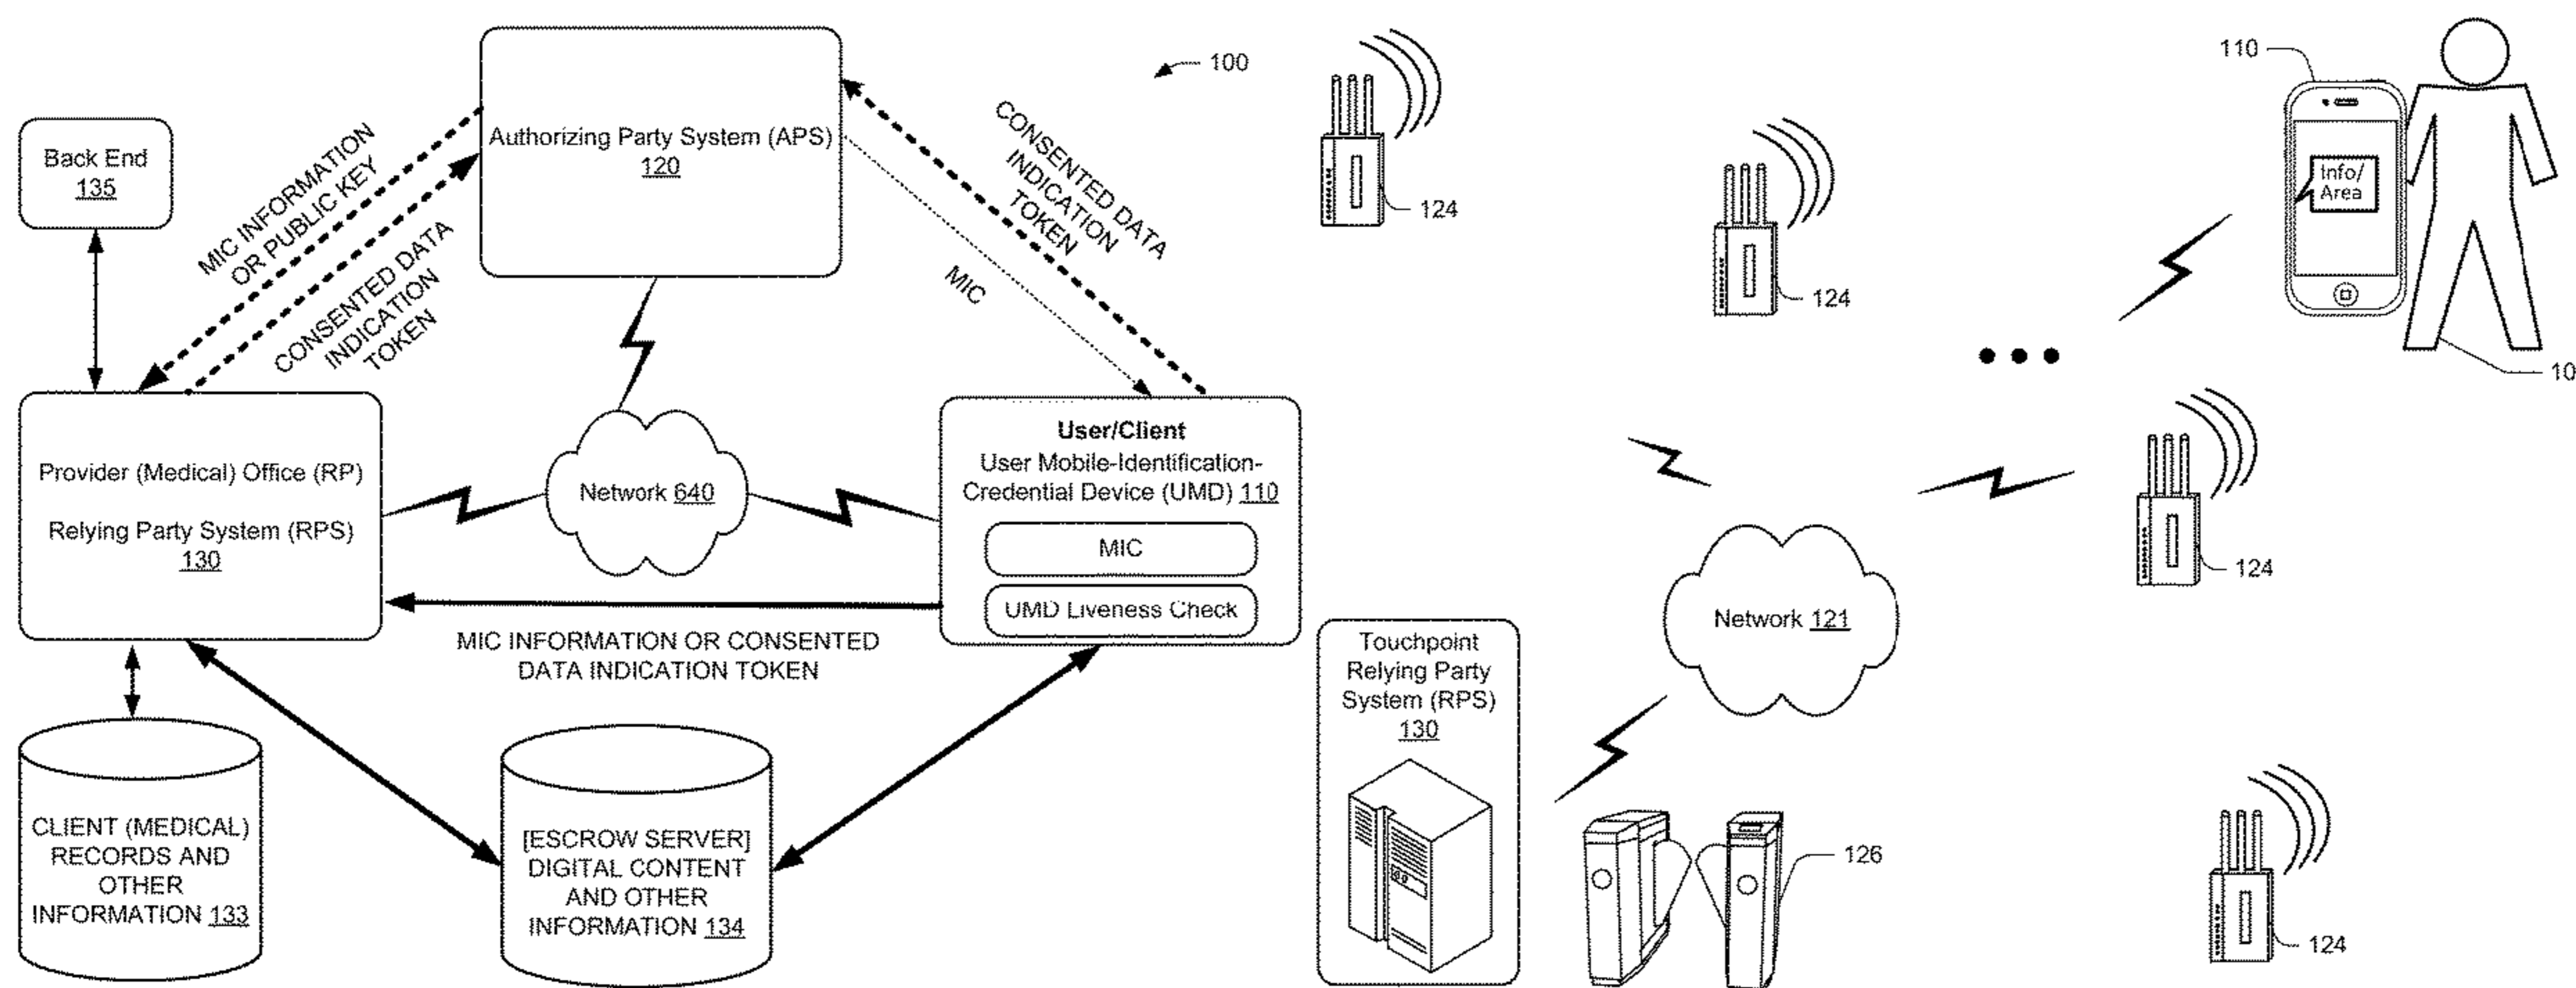 100
110
Back End
135
Authorizing Party System (APS)
120
MIC INFORMATION
OR PUBLIC KEY
CONSENTED DATA
INDICATION
TOKEN
CONSENTED DATA
INDICATION
TOKEN
MIC
124
124
Info/
Area
10
Provider (Medical) Office (RP)
Relying Party System (RPS)
130
Network 640
User/Client
User Mobile-Identification-
Credential Device (UMD) 110
MIC
UMD Liveness Check
MIC INFORMATION OR CONSENTED
DATA INDICATION TOKEN
124
Network 121
Touchpoint
Relying Party
System (RPS)
130
CLIENT (MEDICAL)
RECORDS AND
OTHER
INFORMATION 133
[ESCROW SERVER]
DIGITAL CONTENT
AND OTHER
INFORMATION 134
126
124